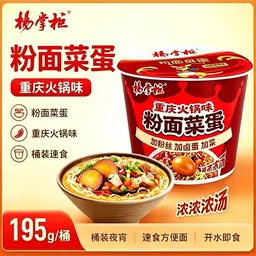 杨掌柜
粉面菜蛋
重庆火锅味
粉面菜蛋
重庆火锅味
桶装速食
杨掌柜
重庆火锅味
粉面菜蛋
加粉丝 加卤蛋 加菜
浓浓浓汤
195g/桶
桶装夜宵
速食方便面
开水即食